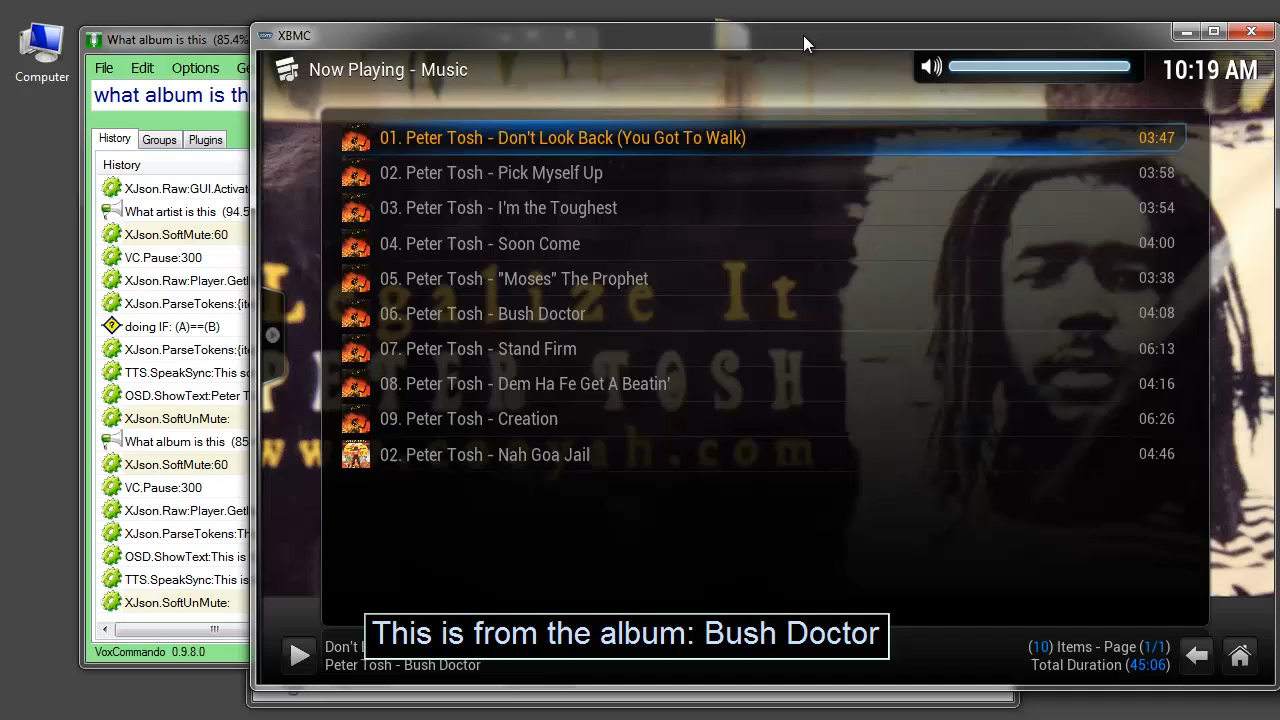 Computer
What album is this (85.4%
File Edit Options
what album is th
History Groups Plugins
History
XJson.Raw:GUI.Activat
What artist is this (94.5
XJson.SoftMute:60
VC.Pause:300
XJson.Raw:Player.GetI
XJson.ParseTokens:{ite
doing IF: (A)==(B)
XJson.ParseTokens:{ite
TTS.SpeakSync:This so
OSD.ShowText:Peter T
XJson.SoftUnMute:
What album is this (85
XJson.SoftMute:60
VC.Pause:300
XJson.Raw:Player.GetI
XJson.ParseTokens:Th
OSD.ShowText:This is
TTS.SpeakSync:This is
XJson.SoftUnMute:
VoxCommando 0.9.8.0
XBMC
Now Playing - Music
10:19 AM
01. Peter Tosh - Don't Look Back (You Got To Walk) 03:47
02. Peter Tosh - Pick Myself Up 03:58
03. Peter Tosh - I'm the Toughest 03:54
04. Peter Tosh - Soon Come 04:00
05. Peter Tosh - "Moses" The Prophet 03:38
06. Peter Tosh - Bush Doctor 04:08
07. Peter Tosh - Stand Firm 06:13
08. Peter Tosh - Dem Ha Fe Get A Beatin' 04:16
09. Peter Tosh - Creation 06:26
02. Peter Tosh - Nah Goa Jail 04:46
Legalize It
PETER TOSH
This is from the album: Bush Doctor
Don't
Peter Tosh - Bush Doctor
(10) Items - Page (1/1)
Total Duration (45:06)